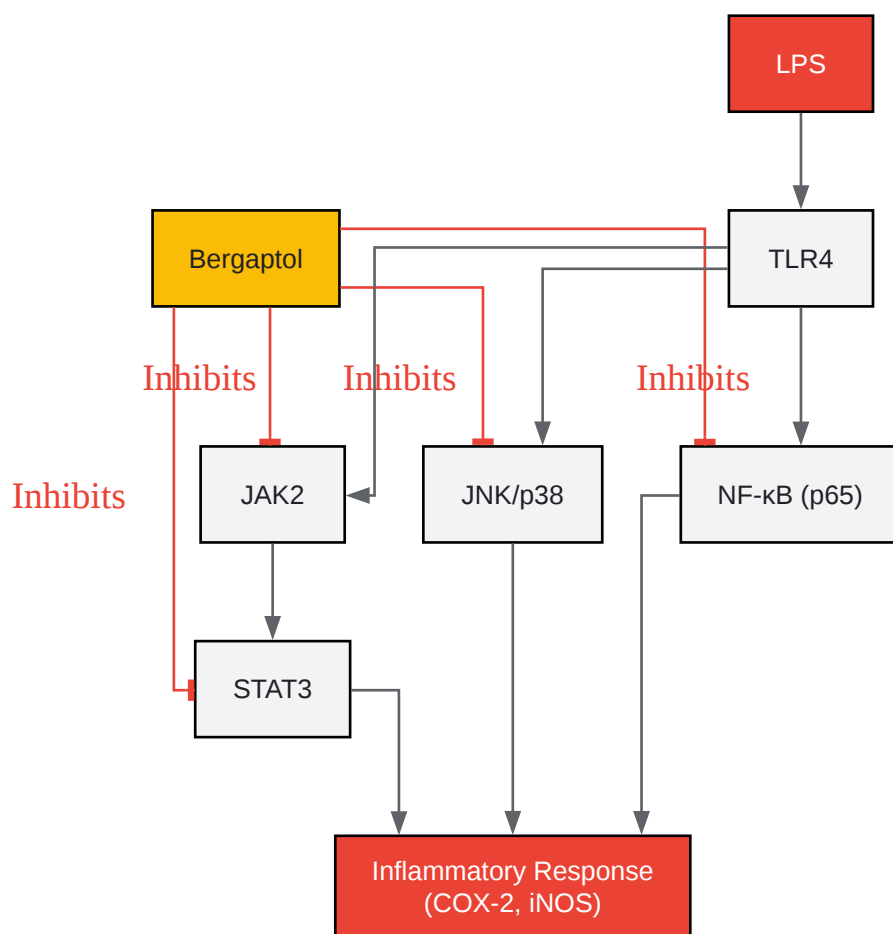 LPS
Bergaptol
TLR4
Inhibits
Inhibits
Inhibits
Inhibits
JAK2
JNK/p38
NF-κB (p65)
STAT3
Inflammatory Response
(COX-2, iNOS)